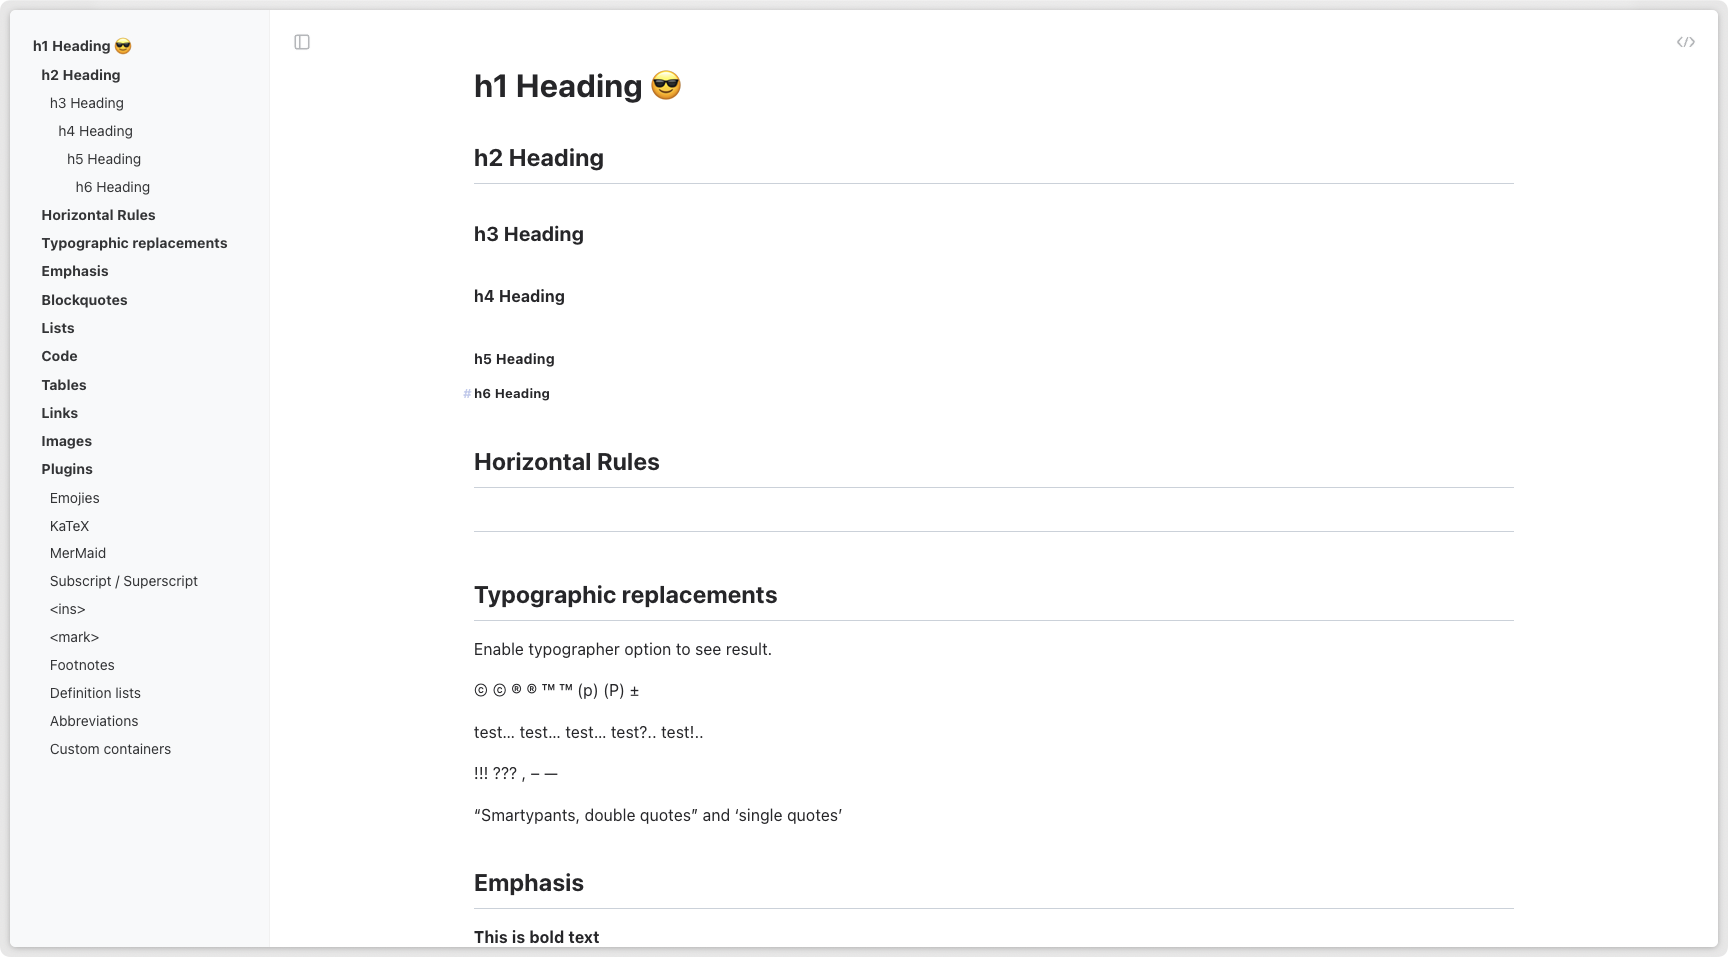 h1 Heading 😎
h2 Heading
h3 Heading
h4 Heading
h5 Heading
h6 Heading
Horizontal Rules
Typographic replacements
Emphasis
Blockquotes
Lists
Code
Tables
Links
Images
Plugins
Emojies
KaTeX
MerMaid
Subscript / Superscript
<ins>
<mark>
Footnotes
Definition lists
Abbreviations
Custom containers
h1 Heading 😎
h2 Heading
h3 Heading
h4 Heading
h5 Heading
# h6 Heading
Horizontal Rules
Typographic replacements
Enable typographer option to see result.
© © ® ® ™ ™ (p) (P) ±
test… test… test… test?.. test!..
!!! ??? , – —
“Smartypants, double quotes” and ‘single quotes’
Emphasis
This is bold text